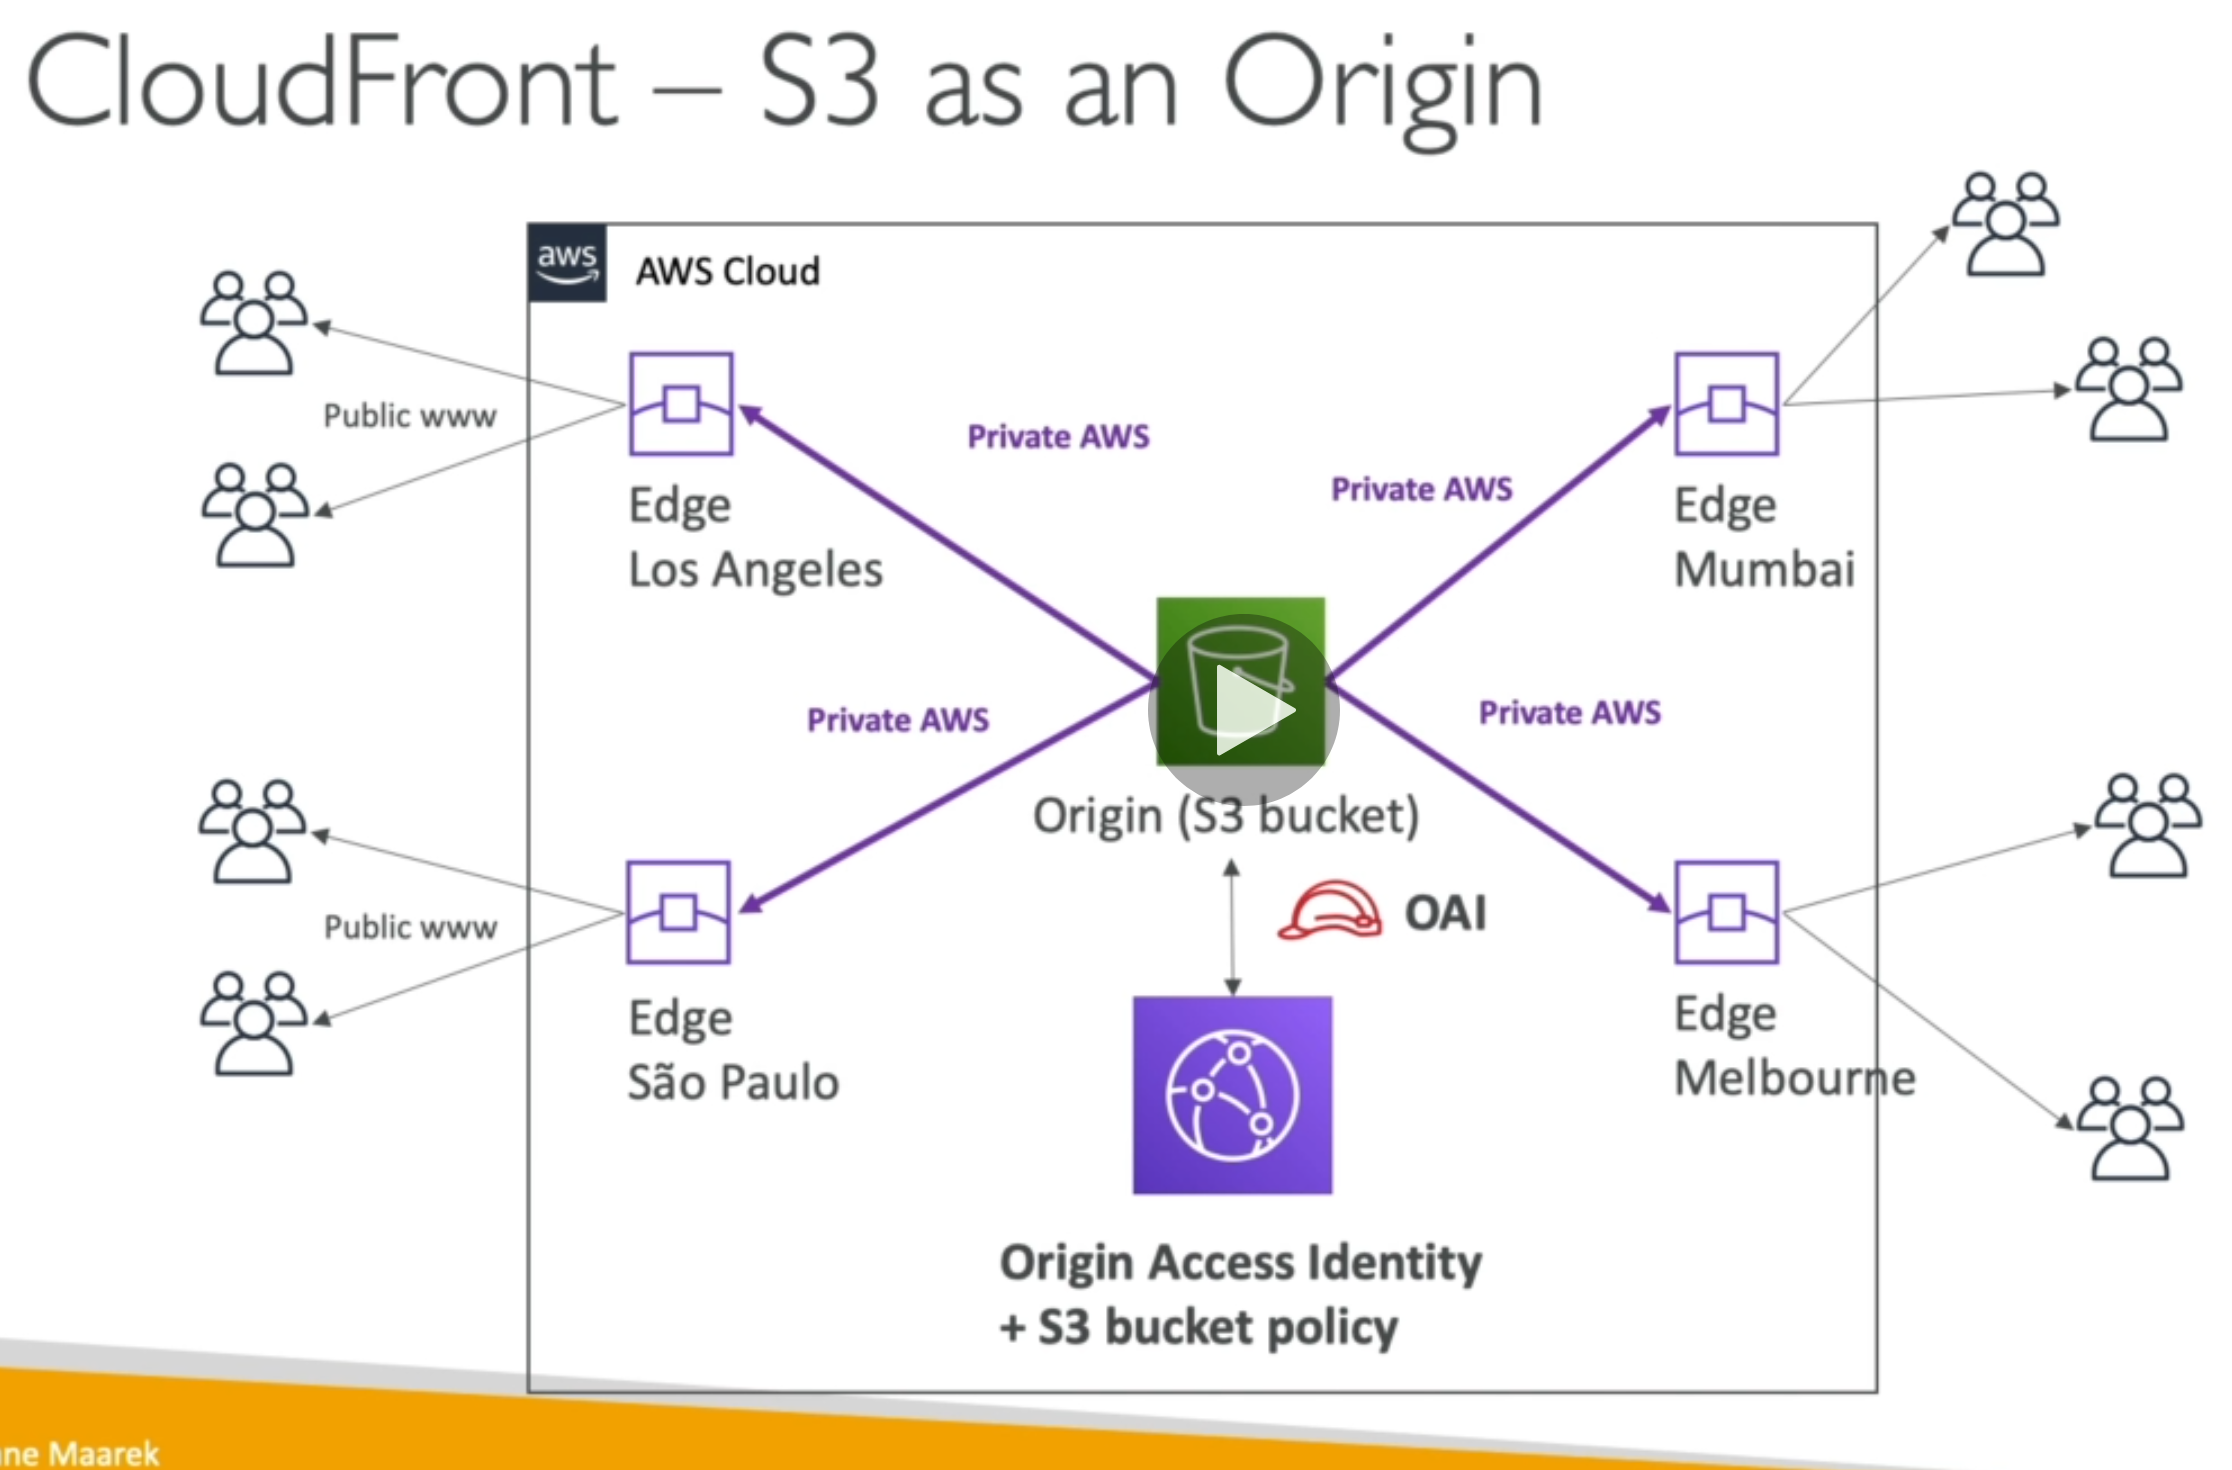 CloudFront – S3 as an Origin
aws
AWS Cloud
Public www
Private AWS
Private AWS
Edge
Los Angeles
Edge
Mumbai
Private AWS
Private AWS
Origin (S3 bucket)
OAI
Public www
Edge
São Paulo
Edge
Melbourne
Origin Access Identity
+ S3 bucket policy
Maarek